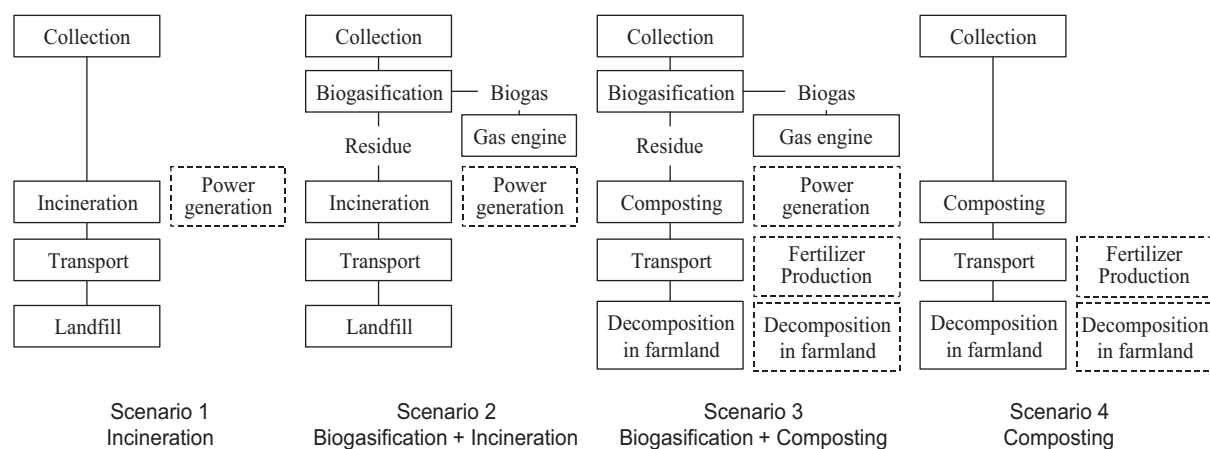 Collection
Incineration
Power
generation
Transport
Landfill
Scenario 1
Incineration
Collection
Biogasification
Biogas
Gas engine
Residue
Incineration
Power
generation
Transport
Landfill
Scenario 2
Biogasification + Incineration
Collection
Biogasification
Biogas
Gas engine
Residue
Composting
Power
generation
Transport
Fertilizer
Production
Decomposition
in farmland
Decomposition
in farmland
Scenario 3
Biogasification + Composting
Collection
Composting
Transport
Fertilizer
Production
Decomposition
in farmland
Decomposition
in farmland
Scenario 4
Composting